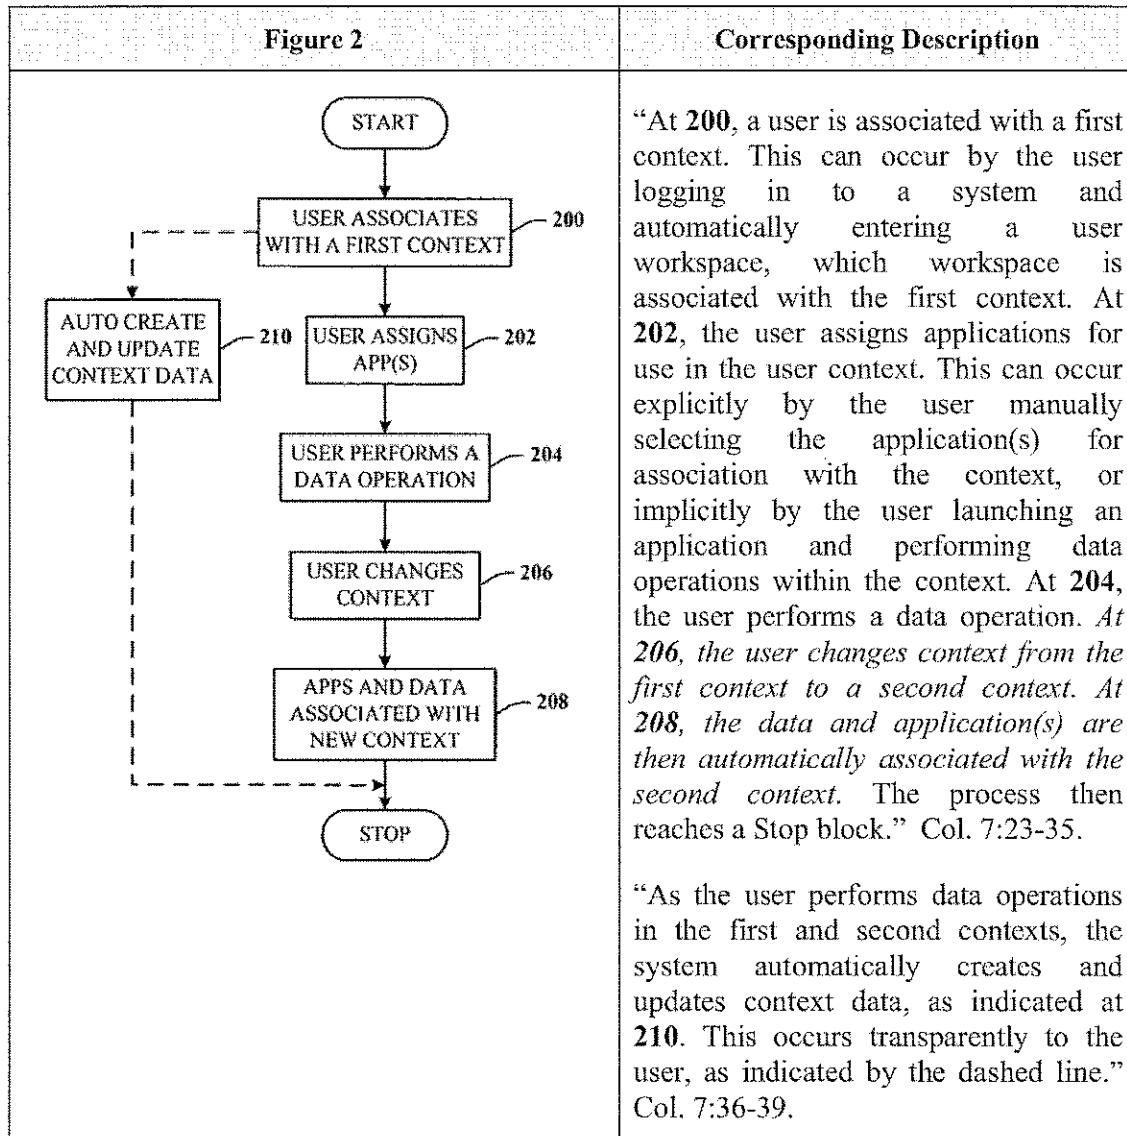 Figure 2
Corresponding Description
START
USER ASSOCIATES
WITH A FIRST CONTEXT
200
AUTO CREATE
AND UPDATE
CONTEXT DATA
210
USER ASSIGNS
APP(S)
202
USER PERFORMS A
DATA OPERATION
204
USER CHANGES
CONTEXT
206
APPS AND DATA
ASSOCIATED WITH
NEW CONTEXT
208
STOP
“At 200, a user is associated with a first
context. This can occur by the user
logging in to a system and
automatically entering a user
workspace, which workspace is
associated with the first context. At
202, the user assigns applications for
use in the user context. This can occur
explicitly by the user manually
selecting the application(s) for
association with the context, or
implicitly by the user launching an
application and performing data
operations within the context. At 204,
the user performs a data operation. At
206, the user changes context from the
first context to a second context. At
208, the data and application(s) are
then automatically associated with the
second context. The process then
reaches a Stop block.” Col. 7:23-35.
“As the user performs data operations
in the first and second contexts, the
system automatically creates and
updates context data, as indicated at
210. This occurs transparently to the
user, as indicated by the dashed line.”
Col. 7:36-39.